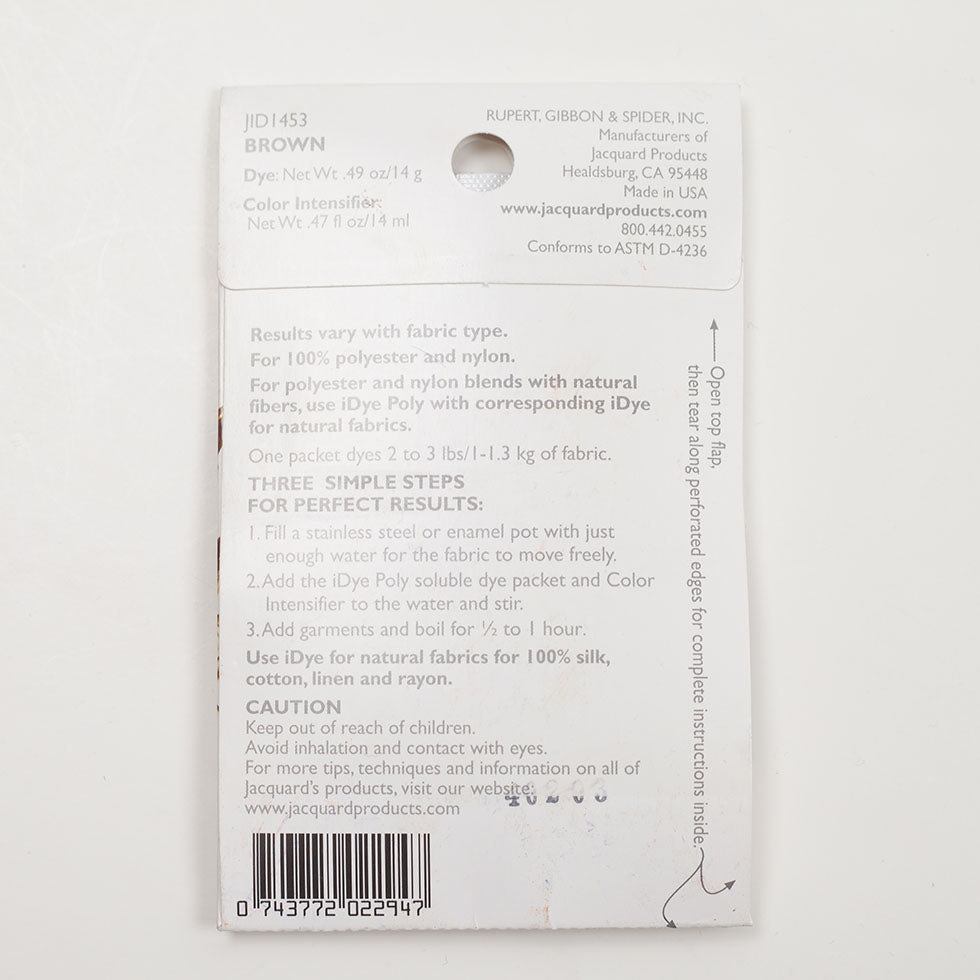 JID1453
BROWN
Dye: Net Wt .49 oz/14 g
Color Intensifier:
Net Wt .47 fl oz/14 ml
RUPERT, GIBBON & SPIDER, INC.
Manufacturers of
Jacquard Products
Healdsburg, CA 95448
Made in USA
www.jacquardproducts.com
800.442.0455
Conforms to ASTM D-4236
Results vary with fabric type.
For 100% polyester and nylon.
For polyester and nylon blends with natural
fibers, use iDye Poly with corresponding iDye
for natural fabrics.
One packet dyes 2 to 3 lbs/1-1.3 kg of fabric.
THREE SIMPLE STEPS
FOR PERFECT RESULTS:
1. Fill a stainless steel or enamel pot with just
enough water for the fabric to move freely.
2. Add the iDye Poly soluble dye packet and Color
Intensifier to the water and stir.
3. Add garments and boil for ½ to 1 hour.
Use iDye for natural fabrics for 100% silk,
cotton, linen and rayon.
CAUTION
Keep out of reach of children.
Avoid inhalation and contact with eyes.
For more tips, techniques and information on all of
Jacquard's products, visit our website:
www.jacquardproducts.com
0 743772 022947
Open top flap,
then tear along perforated edges for complete instructions inside.